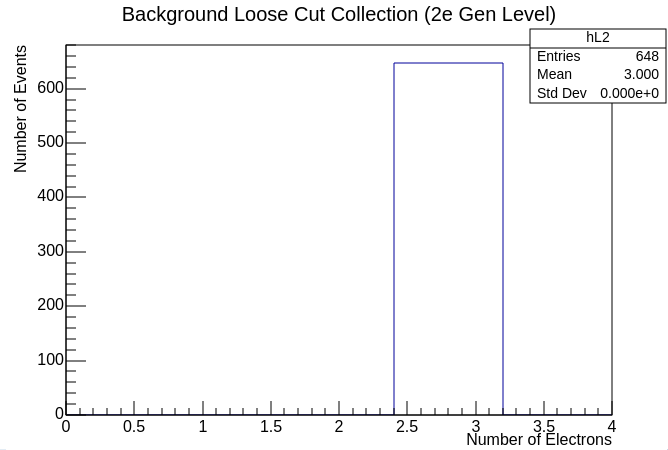 Background Loose Cut Collection (2e Gen Level)
hL2
Entries 648
Mean 3.000
Std Dev 0.000e+0
Number of Events
600
500
400
300
200
100
0
0 0.5 1 1.5 2 2.5 3 3.5 4
Number of Electrons